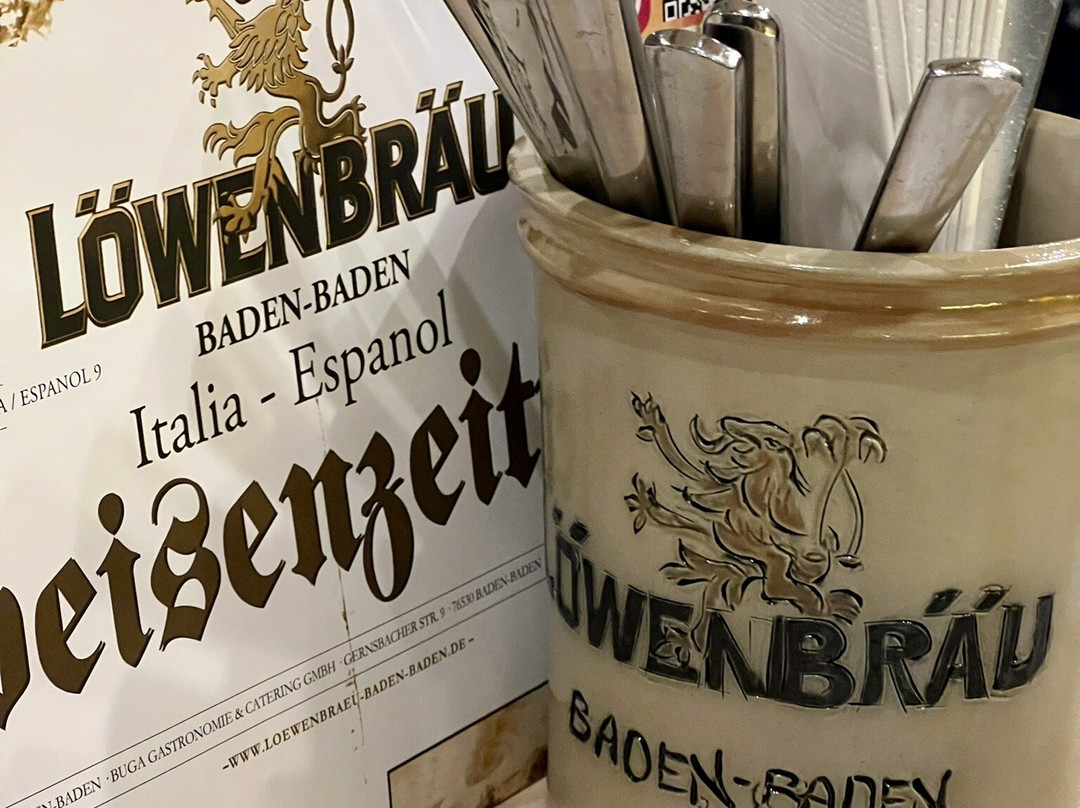 LÖWENBRÄU
BADEN-BADEN
Italia - Espanol
/ ESPANOL 9
eisenzeit
BADEN · BUGA GASTRONOMIE & CATERING GMBH · GERNSBACHER STR. 9 · 76530 BADEN-BADEN
-WWW.LOEWENBRAEU-BADEN-BADEN.DE -
ÖWENBRÄU
BADEN-BADEN